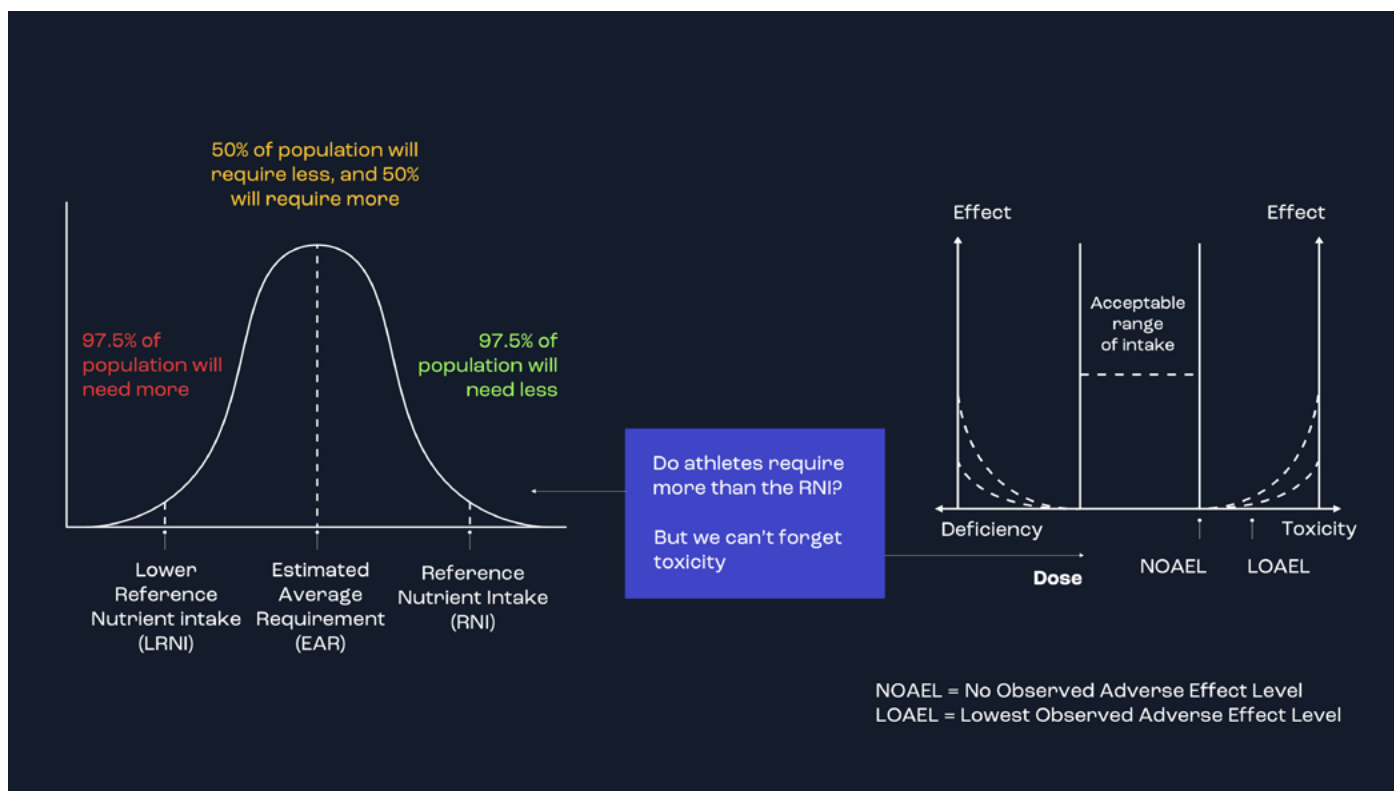 50% of population will
require less, and 50%
will require more
97.5% of
population will
need more
97.5% of
population will
need less
Lower
Reference
Nutrient intake
(LRNI)
Estimated
Average
Requirement
(EAR)
Reference
Nutrient Intake
(RNI)
Do athletes require
more than the RNI?
But we can't forget
toxicity
Effect
Effect
Acceptable
range
of intake
Deficiency
Toxicity
Dose
NOAEL
LOAEL
NOAEL = No Observed Adverse Effect Level
LOAEL = Lowest Observed Adverse Effect Level